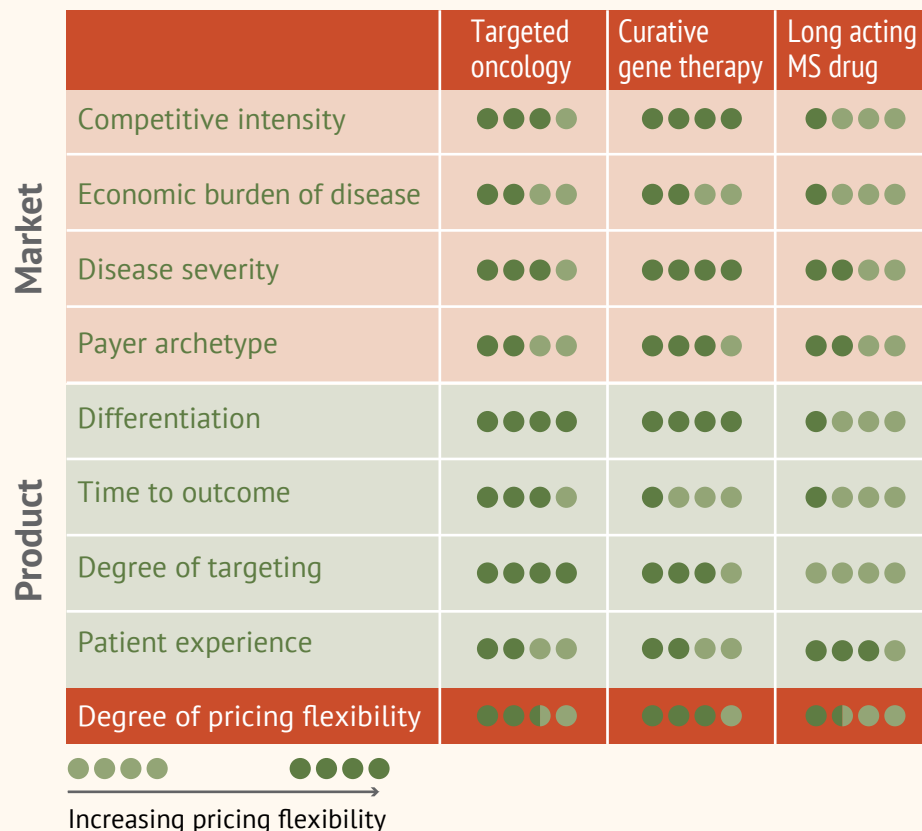 Targeted
oncology
Curative
gene therapy
Long acting
MS drug
Market
Competitive intensity
Economic burden of disease
Disease severity
Payer archetype
Product
Differentiation
Time to outcome
Degree of targeting
Patient experience
Degree of pricing flexibility
Increasing pricing flexibility